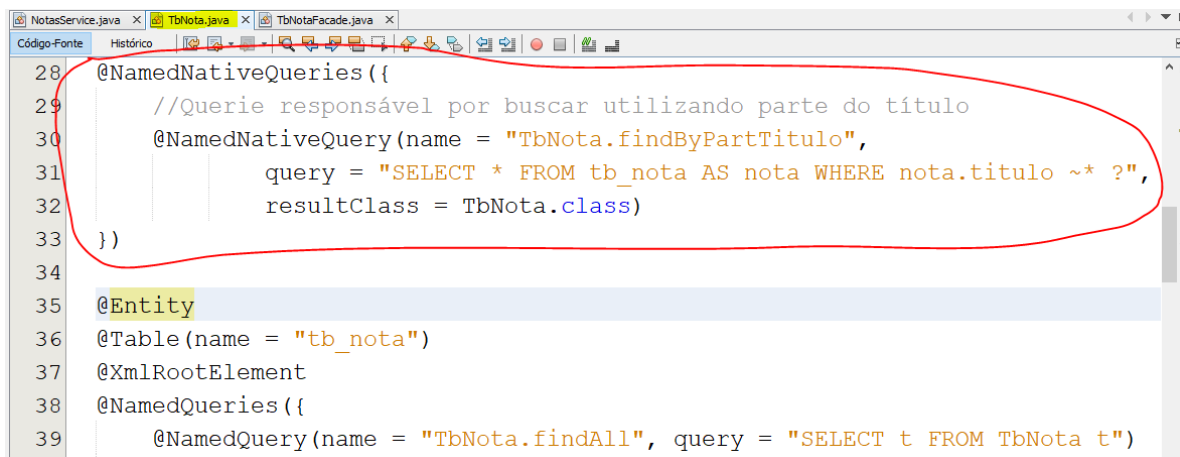 NotasService.java TbNota.java TbNotaFacade.java
Código-Fonte Histórico
28 @NamedNativeQueries({
29 //Querie responsável por buscar utilizando parte do título
30 @NamedNativeQuery(name = "TbNota.findByPartTitulo",
31 query = "SELECT * FROM tb_nota AS nota WHERE nota.titulo ~* ?",
32 resultClass = TbNota.class)
33 })
34
35 @Entity
36 @Table(name = "tb_nota")
37 @XmlRootElement
38 @NamedQueries({
39 @NamedQuery(name = "TbNota.findAll", query = "SELECT t FROM TbNota t")